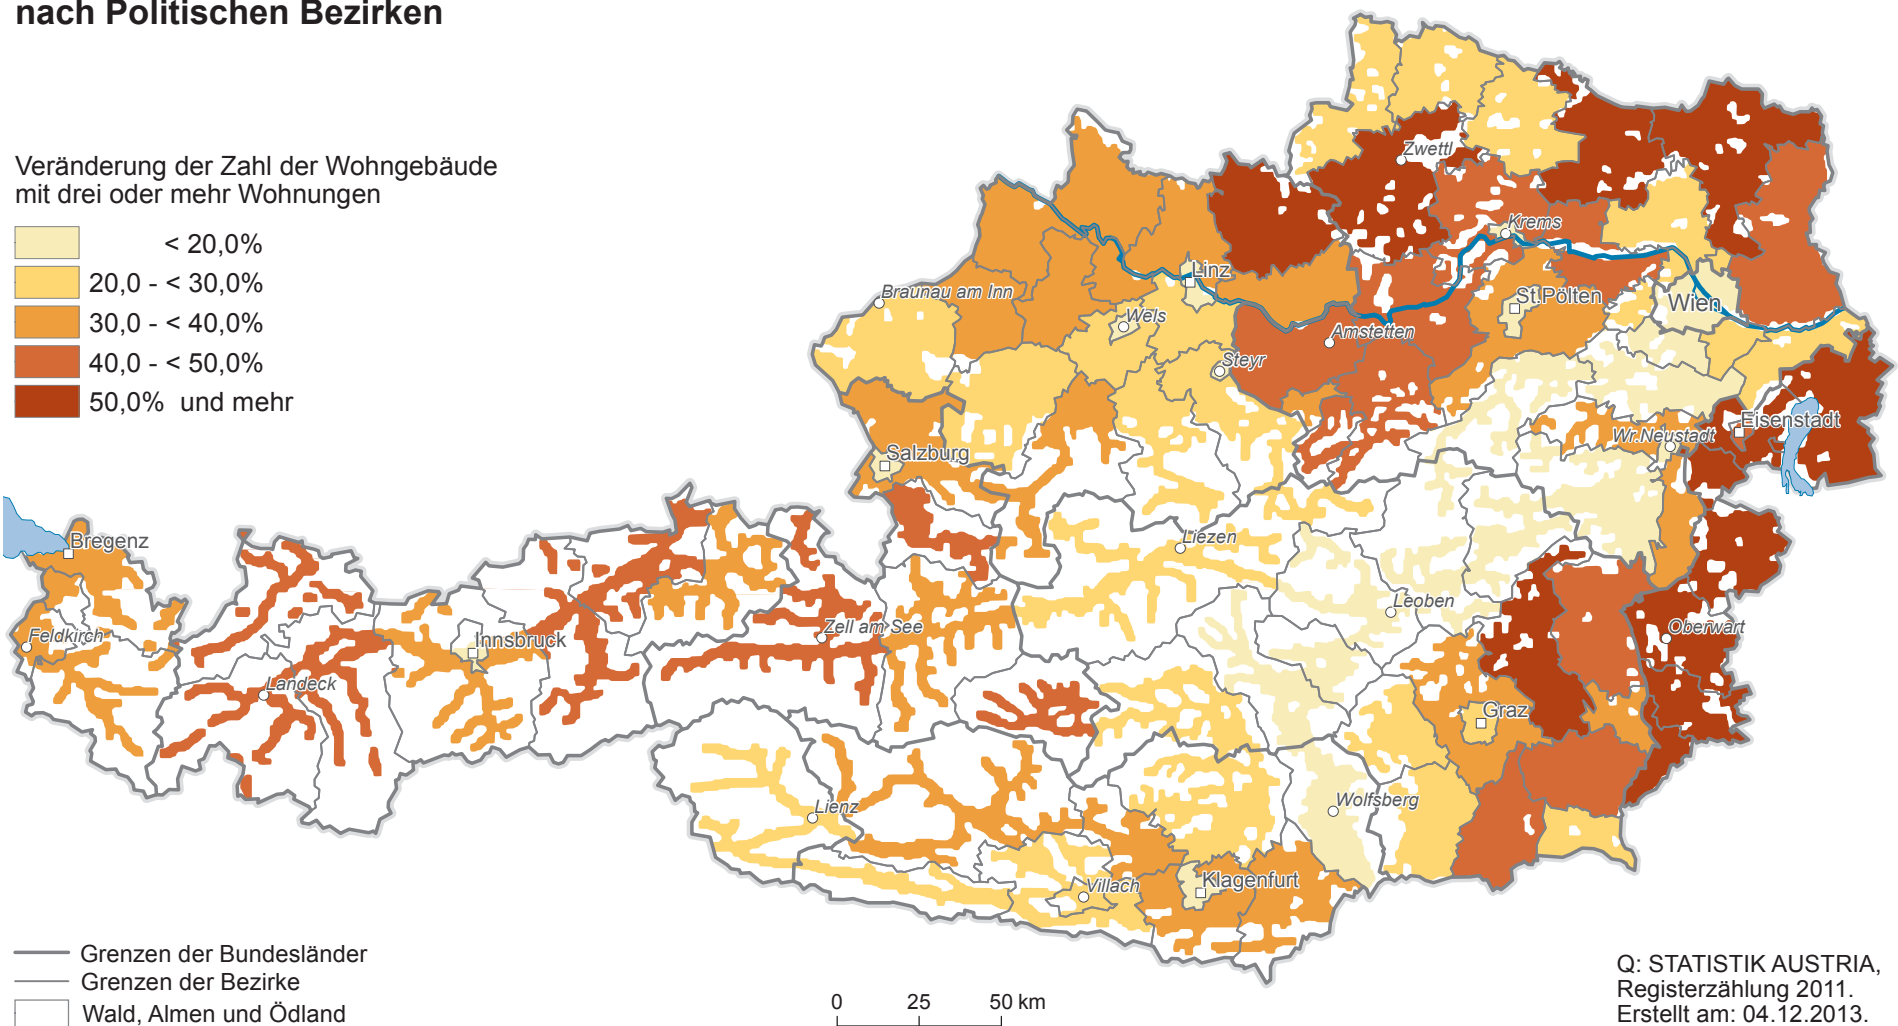 nach Politischen Bezirken
Veränderung der Zahl der Wohngebäude
mit drei oder mehr Wohnungen
< 20,0%
20,0 - < 30,0%
30,0 - < 40,0%
40,0 - < 50,0%
50,0% und mehr
Zwettl
Krems
Linz
Braunau am Inn
St.Pölten
Wien
Wels
Amstetten
Steyr
Eisenstadt
Wr.Neustadt
Salzburg
Bregenz
Liezen
Leoben
Feldkirch
Innsbruck
Zell am See
Oberwart
Landeck
Graz
Lienz
Wolfsberg
Villach
Klagenfurt
Grenzen der Bundesländer
Grenzen der Bezirke
Wald, Almen und Ödland
0 25 50 km
Q: STATISTIK AUSTRIA,
Registerzählung 2011.
Erstellt am: 04.12.2013.